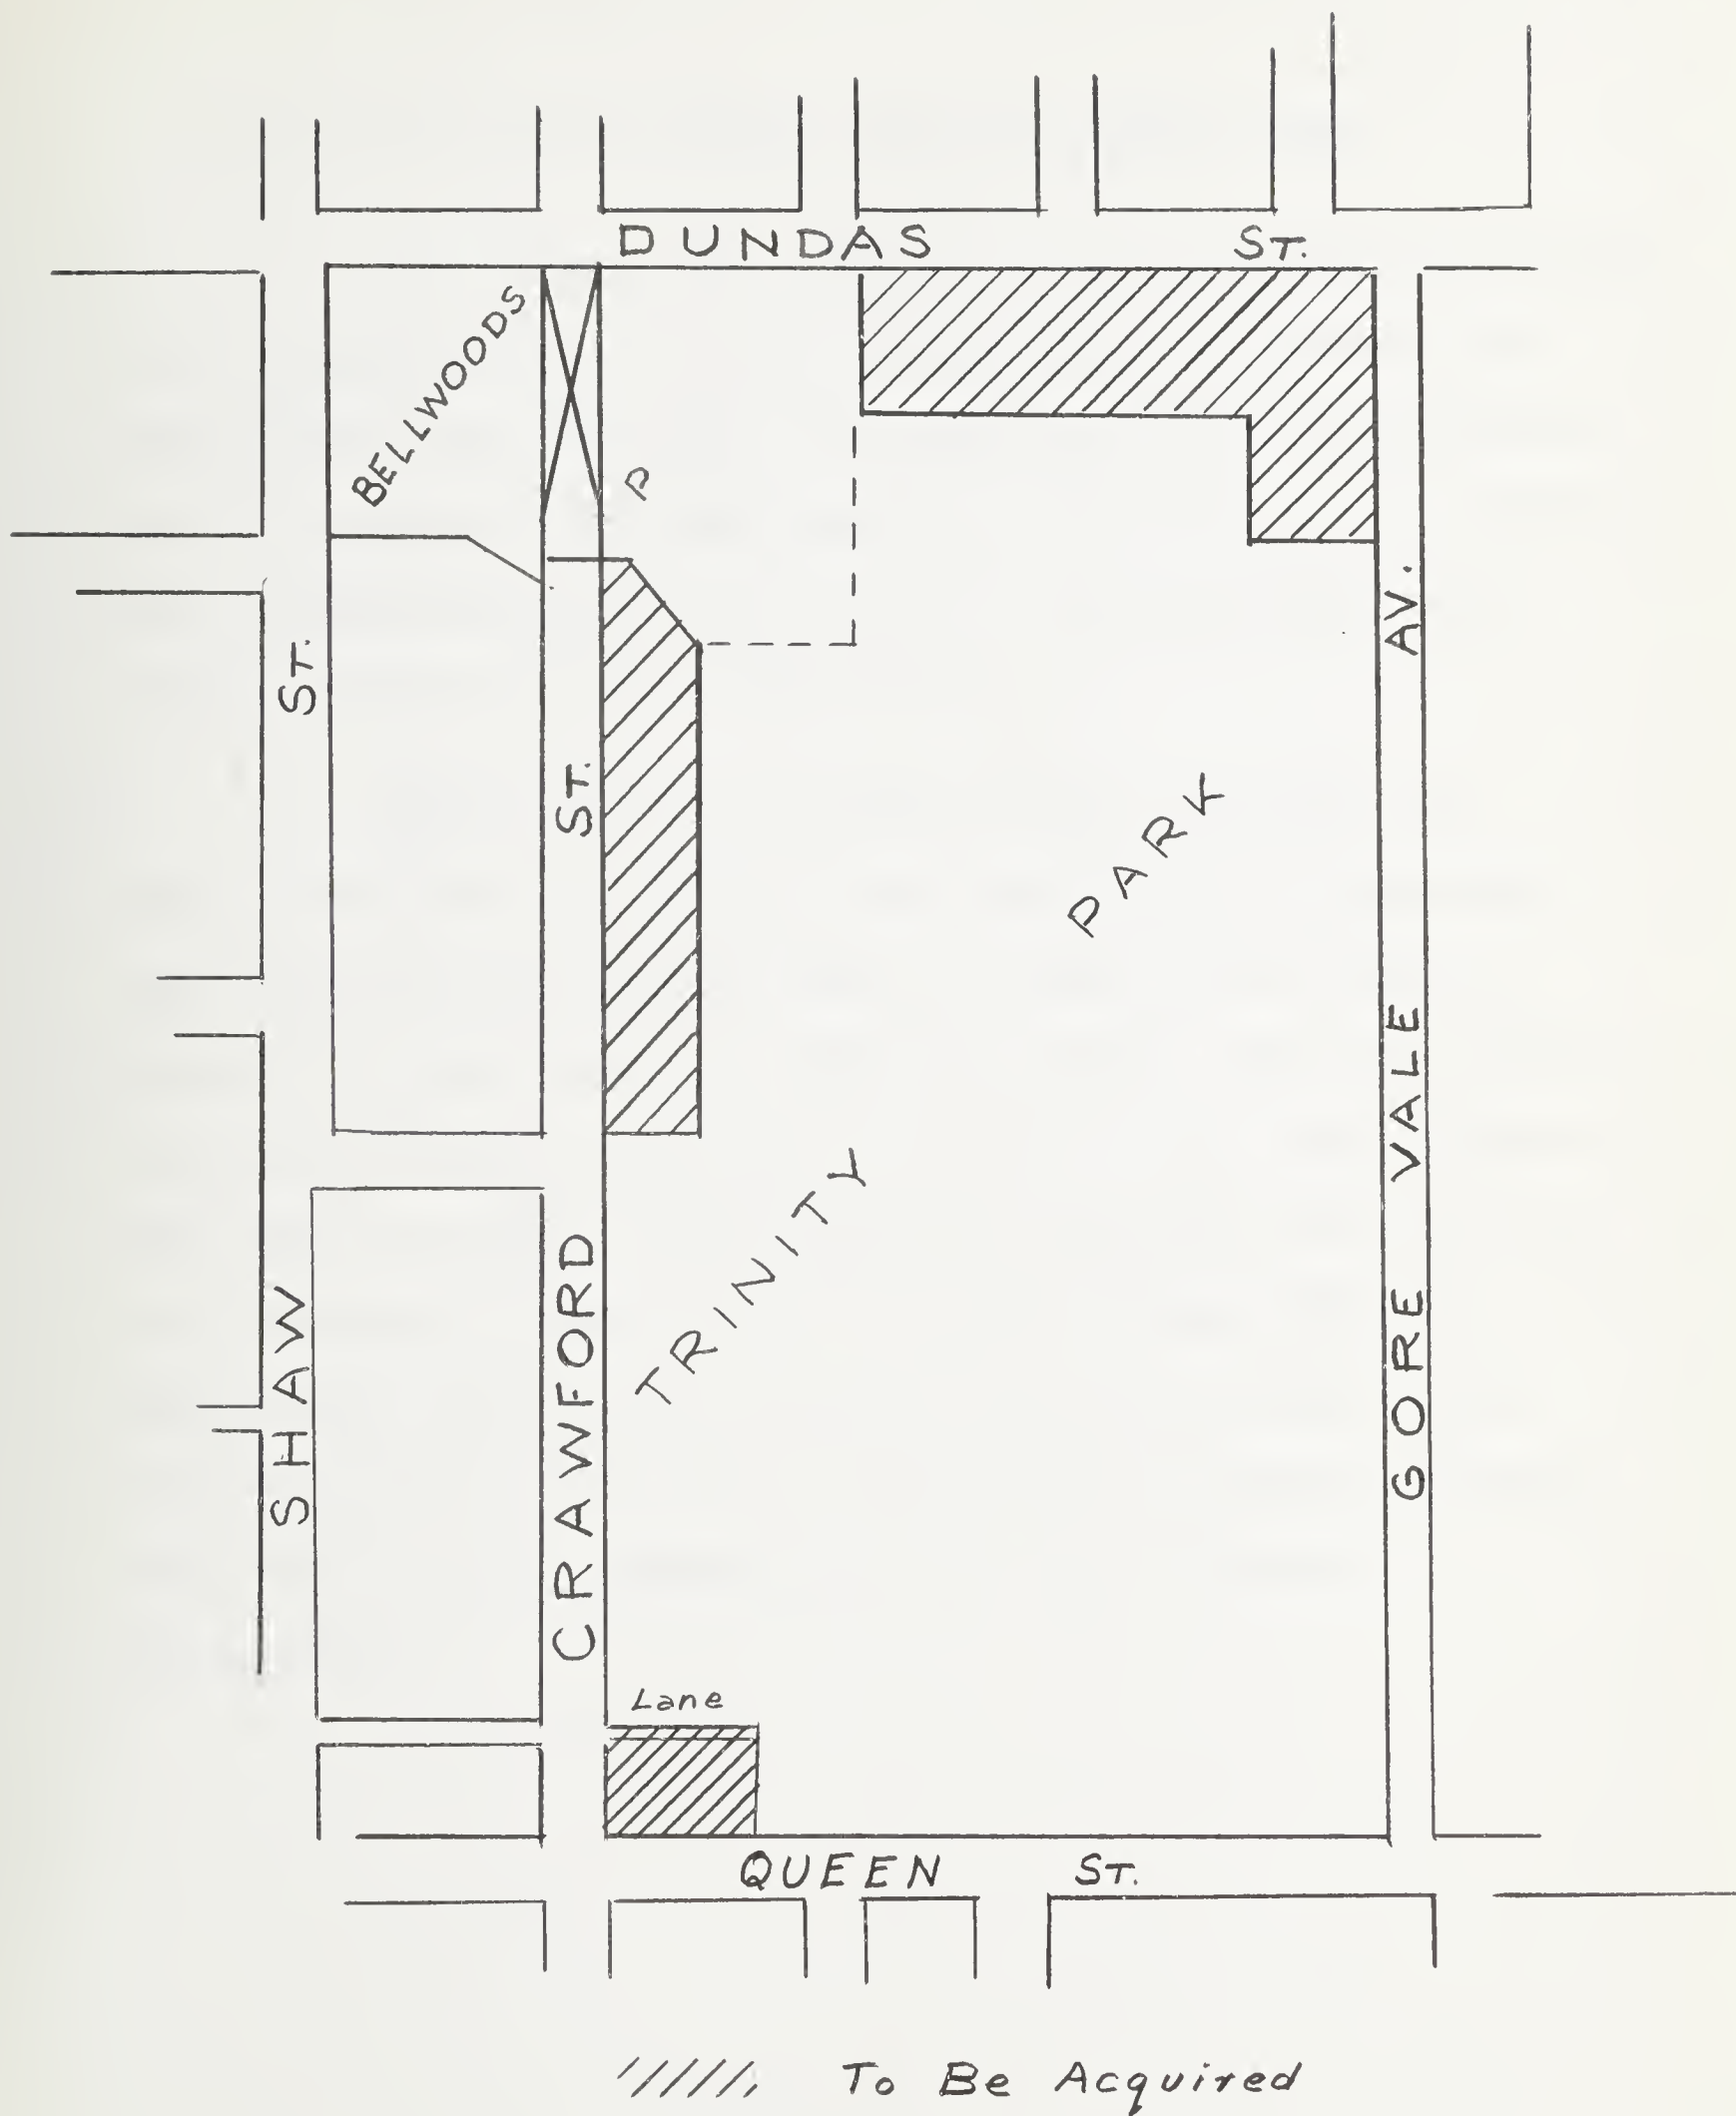 DUNDAS ST.
BELLWOODS P
ST.
ST.
AV.
PARK
TRINITY
GORE VALE
SHAW
CRAWFORD
Lane
QUEEN ST.
To Be Acquired